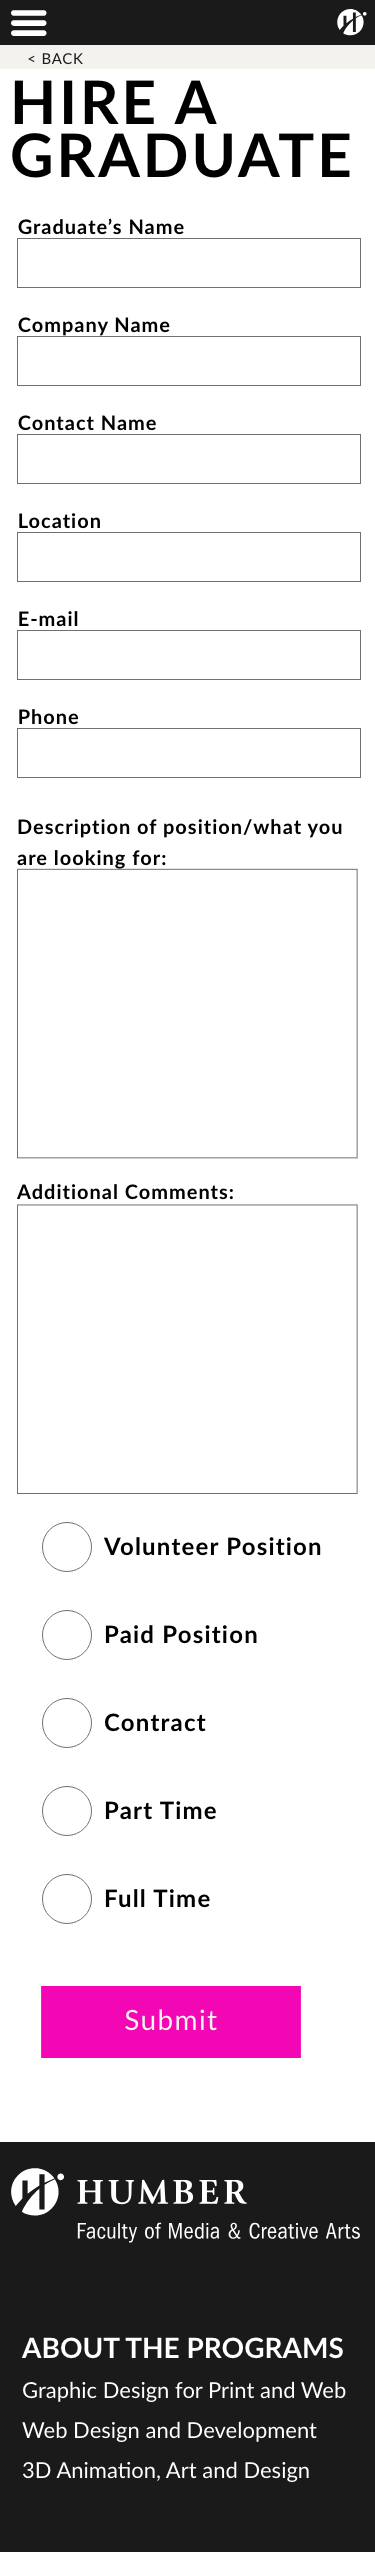 < BACK
HIRE A
GRADUATE
Graduate’s Name
Company Name
Contact Name
Location
E-mail
Phone
Description of position/what you
are looking for:
Additional Comments:
Volunteer Position
Paid Position
Contract
Part Time
Full Time
Submit
HUMBER
Faculty of Media & Creative Arts
ABOUT THE PROGRAMS
Graphic Design for Print and Web
Web Design and Development
3D Animation, Art and Design